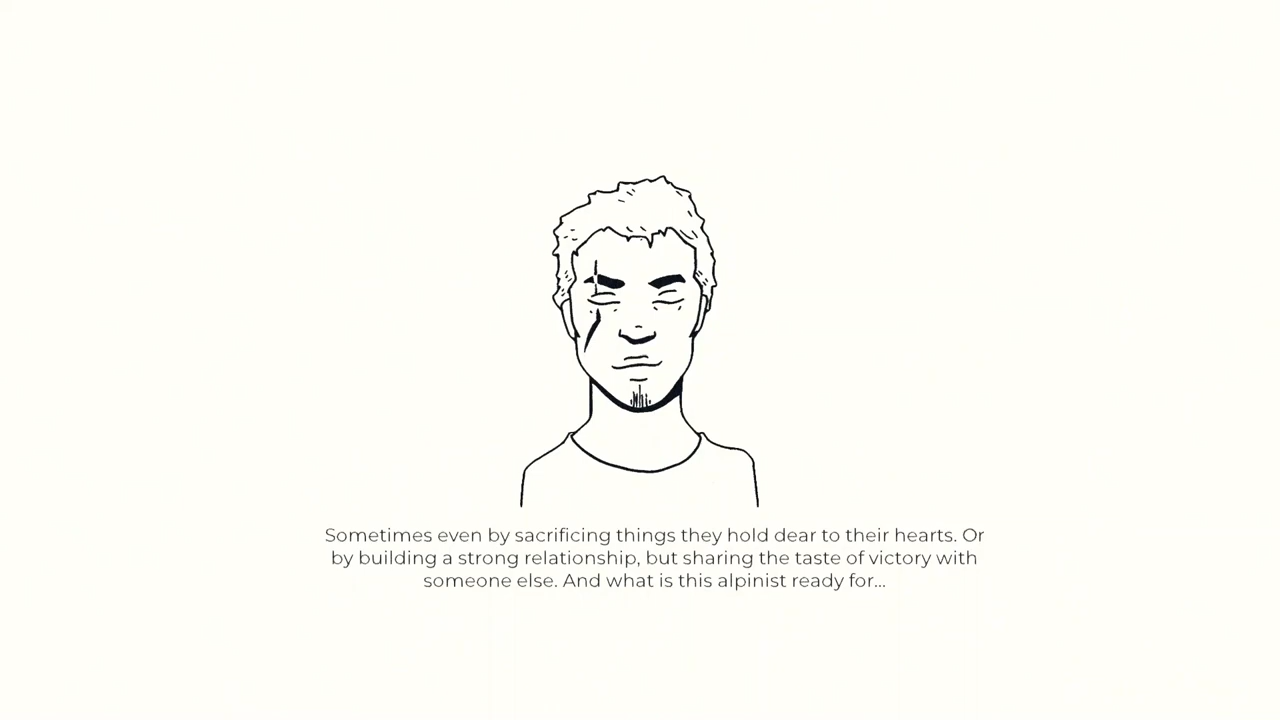 Sometimes even by sacrificing things they hold dear to their hearts. Or
by building a strong relationship, but sharing the taste of victory with
someone else. And what is this alpinist ready for...